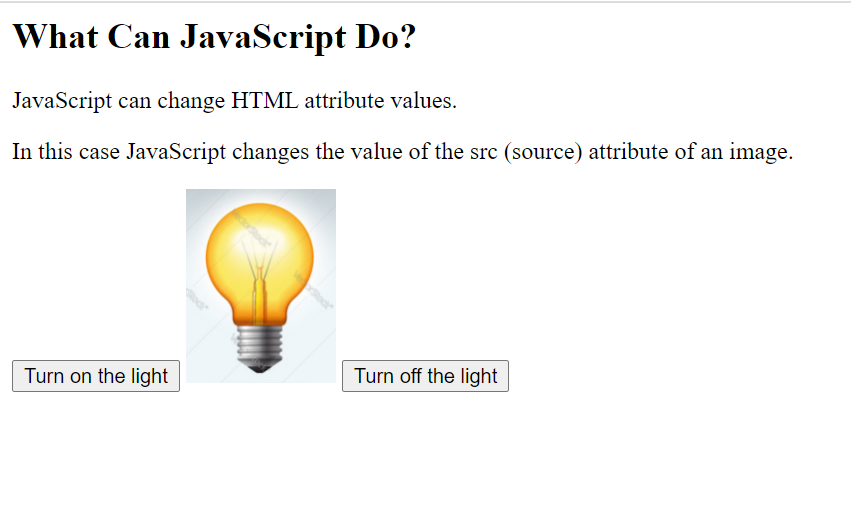 What Can JavaScript Do?
JavaScript can change HTML attribute values.
In this case JavaScript changes the value of the src (source) attribute of an image.
Turn on the light
Turn off the light